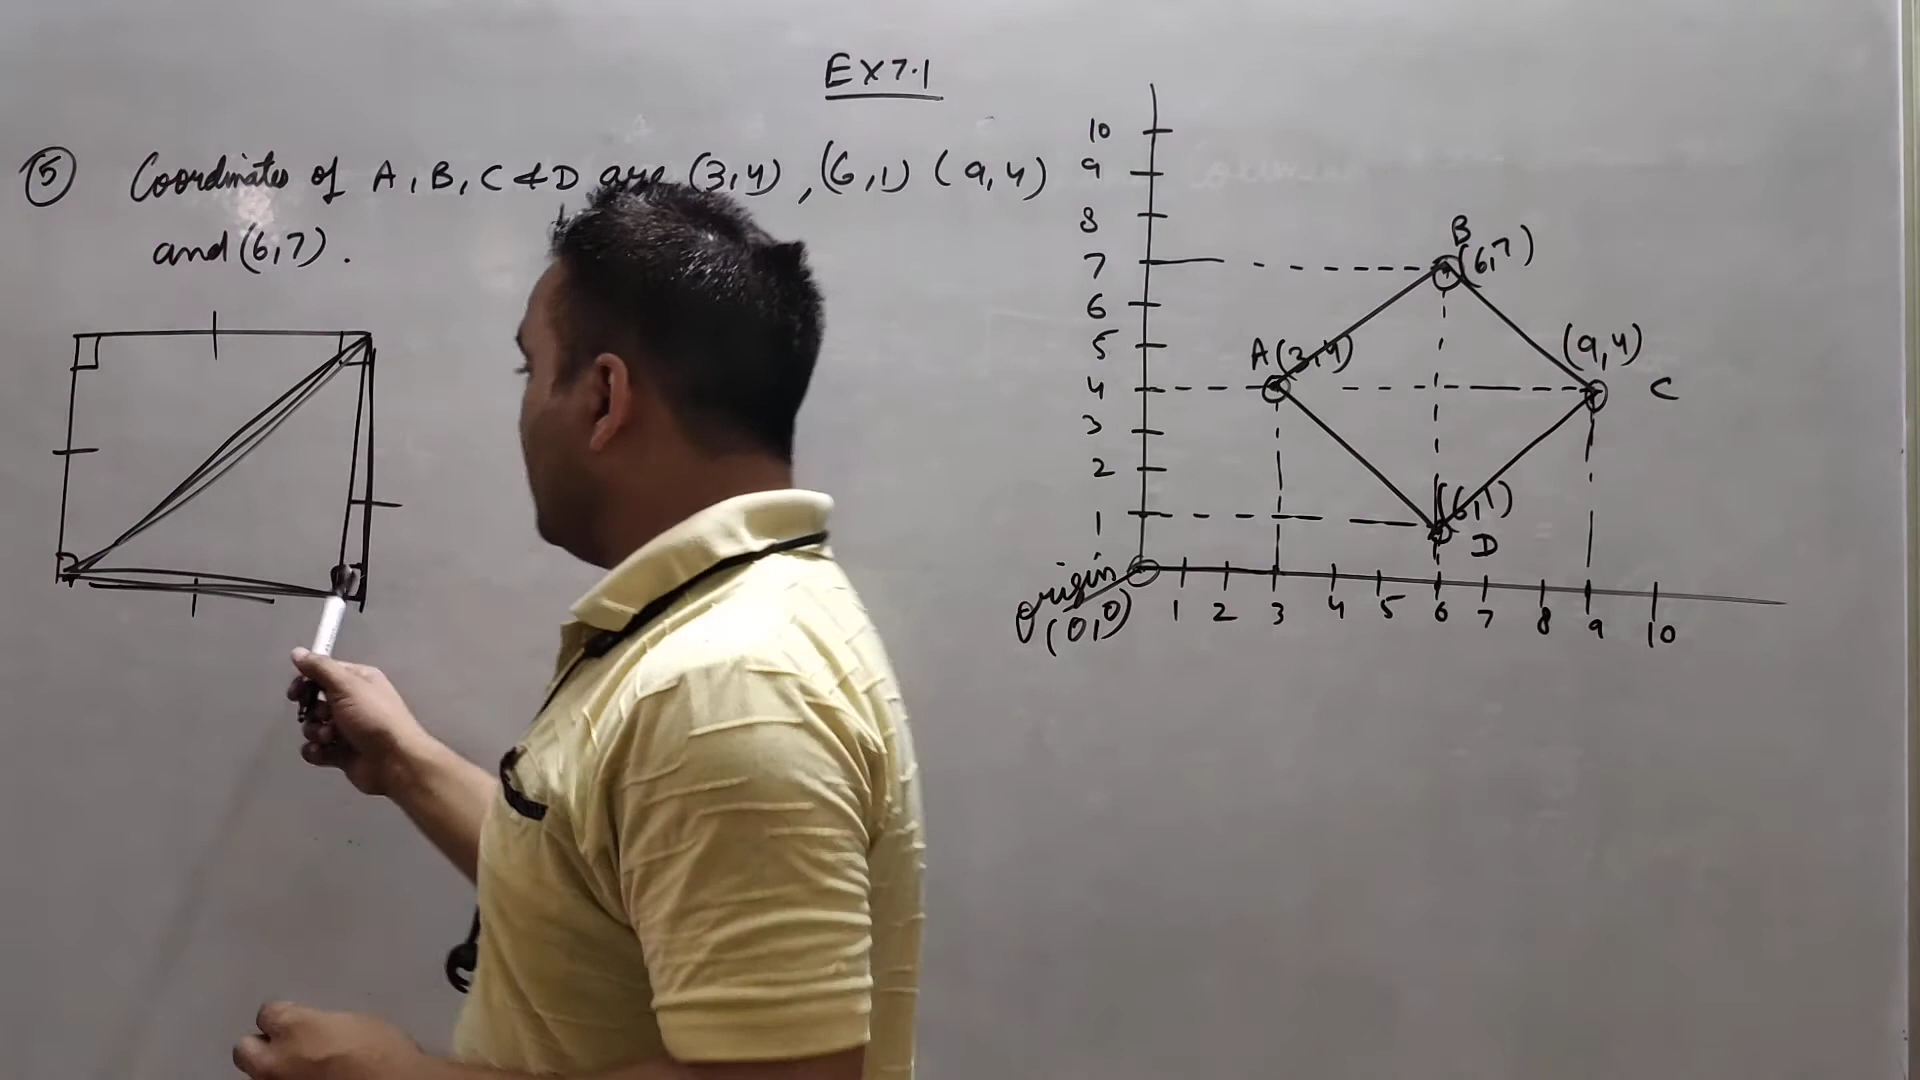 EX 7.1
⑤ Coordinates of A, B, C & D are (3,4), (6,1) (9,4)
and (6,7).
10
9
8
7
6
5
4
3
2
1
B
(6,7)
A(3,4)
(9,4)
C
(6,1)
D
origin
(0,0)
1 2 3 4 5 6 7 8 9 10